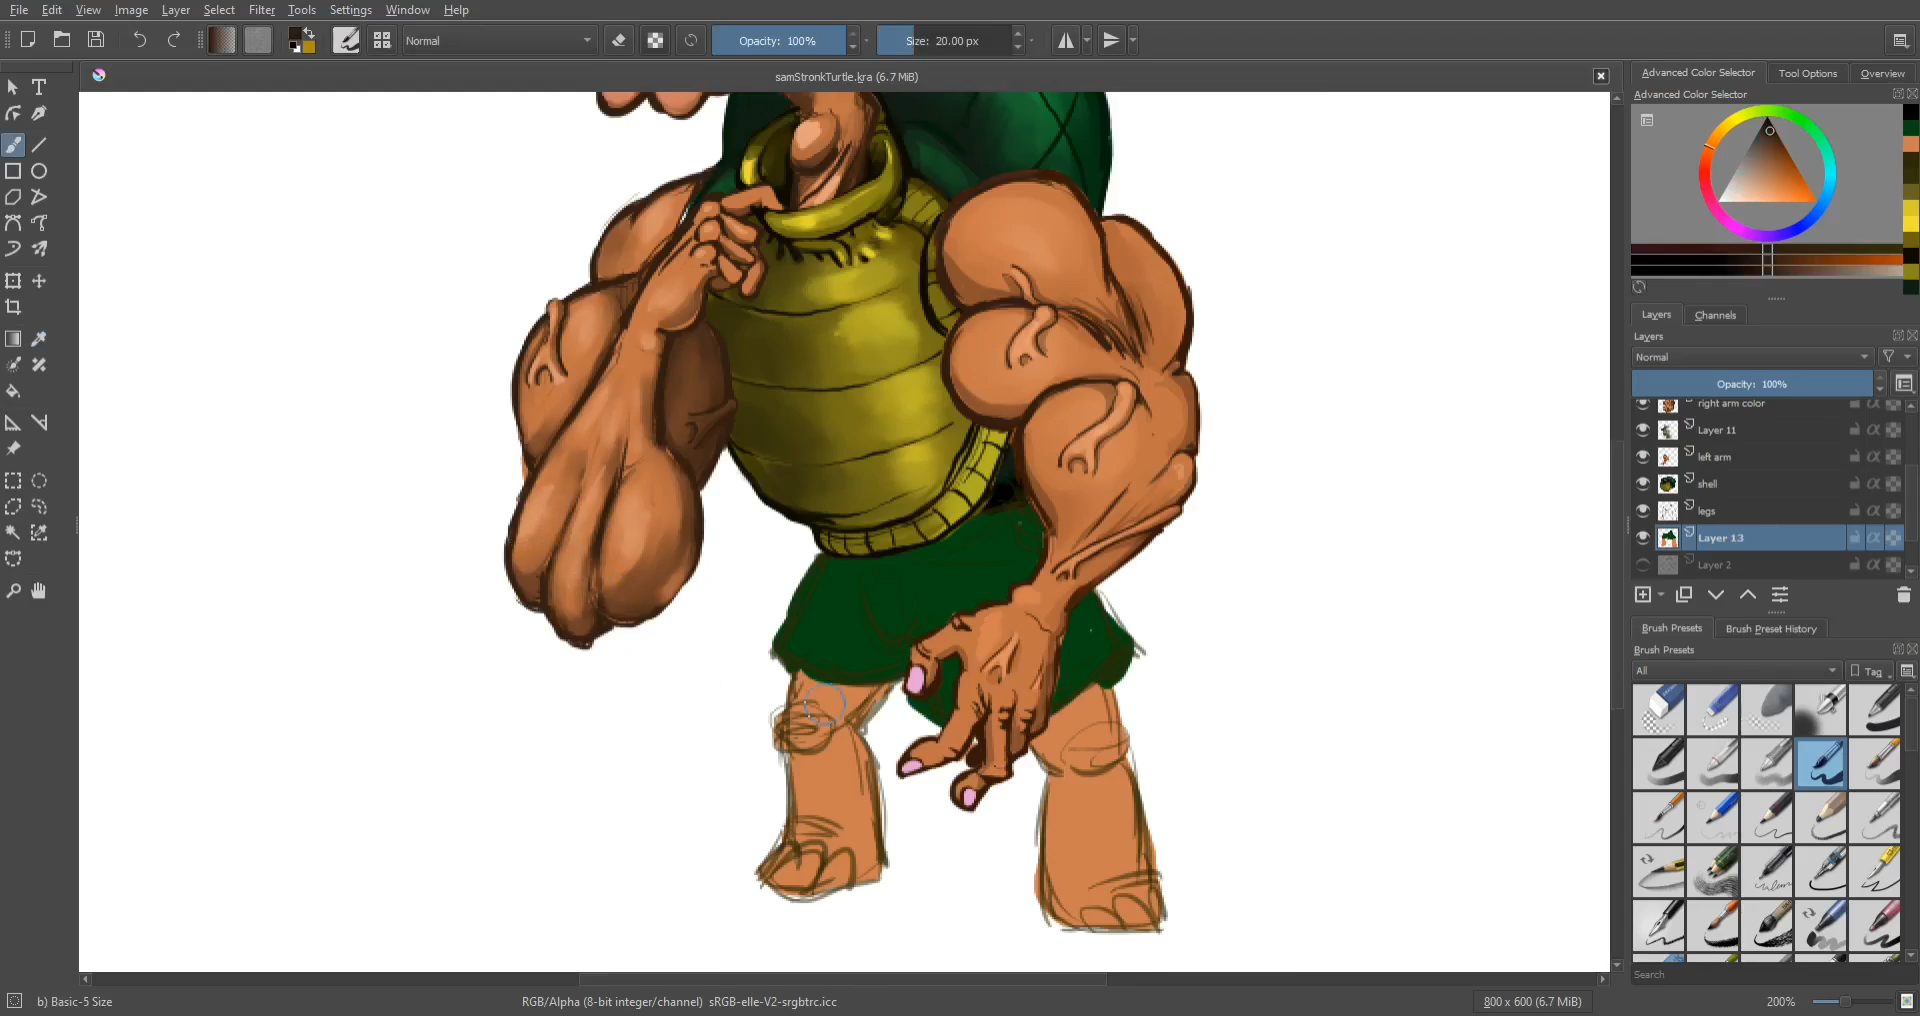 File Edit View Image Layer Select Filter Tools Settings Window Help
Normal
Opacity: 100%
Size: 20.00 px
samStronkTurtle.kra (6.7 MiB)
Advanced Color Selector
Tool Options
Overview
Advanced Color Selector
Layers
Channels
Layers
Normal
Opacity: 100%
right arm color
Layer 11
left arm
shell
legs
Layer 13
Layer 2
Brush Presets
Brush Preset History
Brush Presets
All
Tag
Search
b) Basic-5 Size
RGB/Alpha (8-bit integer/channel) sRGB-elle-V2-srgbtrc.icc
800 x 600 (6.7 MiB)
200%